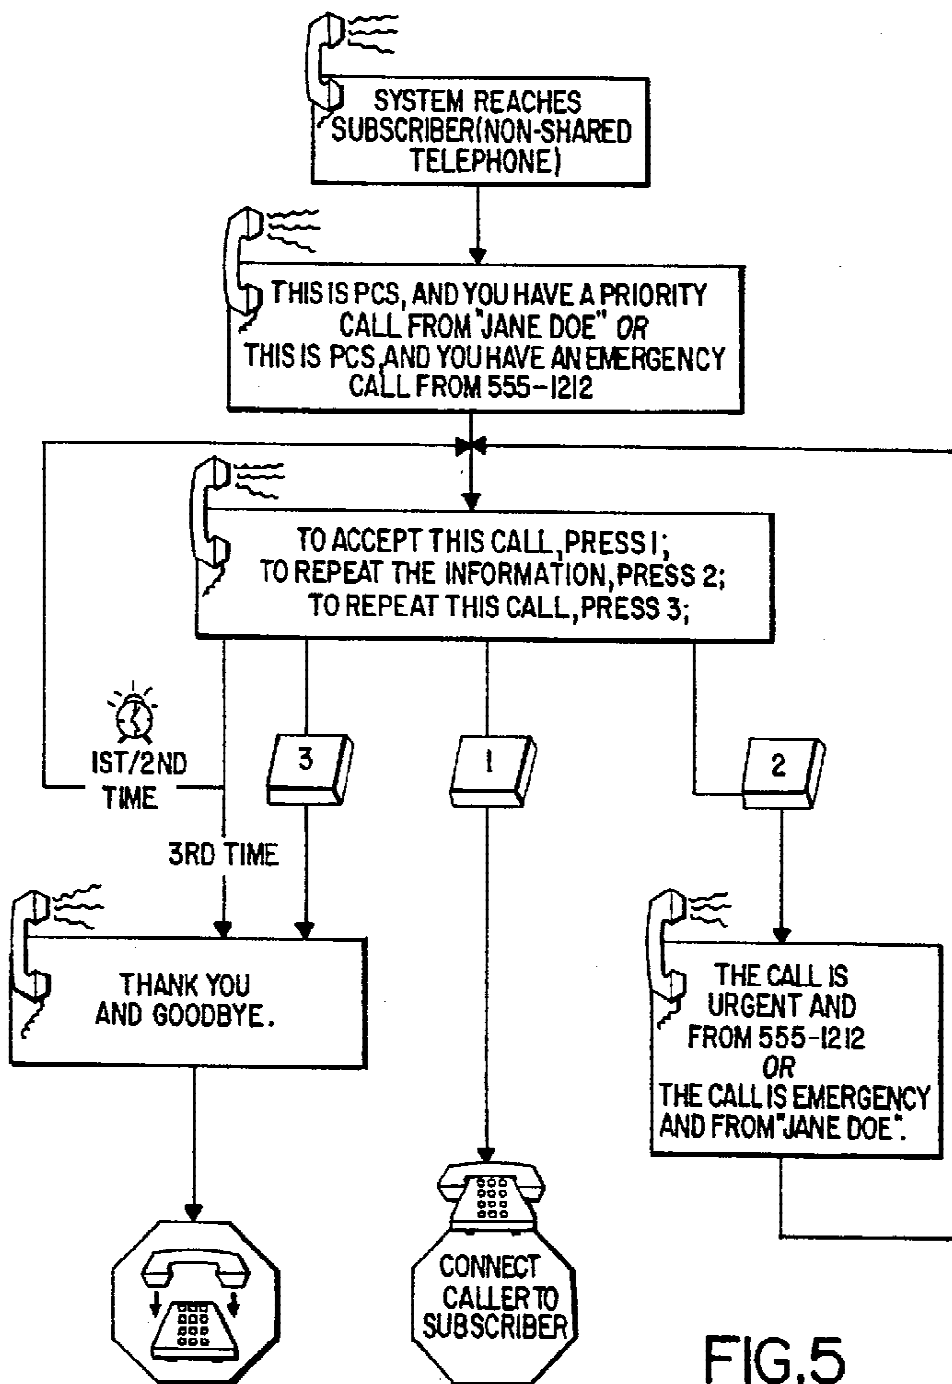 SYSTEM REACHES
SUBSCRIBER(NON-SHARED
TELEPHONE)
THIS IS PCS, AND YOU HAVE A PRIORITY
CALL FROM "JANE DOE" OR
THIS IS PCS, AND YOU HAVE AN EMERGENCY
CALL FROM 555-1212
TO ACCEPT THIS CALL, PRESS 1;
TO REPEAT THE INFORMATION, PRESS 2;
TO REPEAT THIS CALL, PRESS 3;
1ST/2ND
TIME
3
1
2
3RD TIME
THANK YOU
AND GOODBYE.
THE CALL IS
URGENT AND
FROM 555-1212
OR
THE CALL IS EMERGENCY
AND FROM "JANE DOE".
CONNECT
CALLER TO
SUBSCRIBER
FIG.5